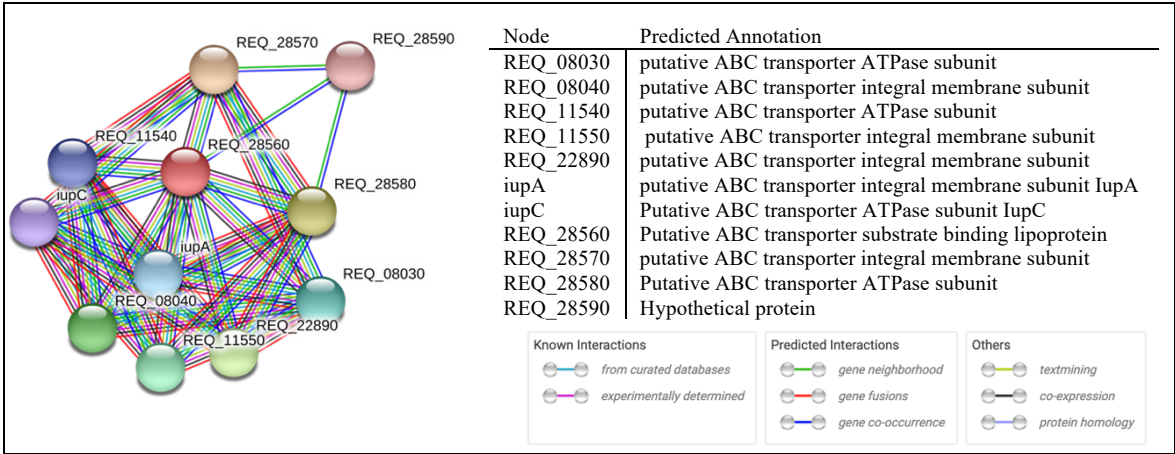 REQ_28570
REQ_28590
REQ_11540
REQ_28560
REQ_28580
iupC
iupA
REQ_08030
REQ_08040
REQ_22890
REQ_11550
Node Predicted Annotation
REQ_08030 putative ABC transporter ATPase subunit
REQ_08040 putative ABC transporter integral membrane subunit
REQ_11540 putative ABC transporter ATPase subunit
REQ_11550 putative ABC transporter integral membrane subunit
REQ_22890 putative ABC transporter integral membrane subunit
iupA putative ABC transporter integral membrane subunit IupA
iupC Putative ABC transporter ATPase subunit IupC
REQ_28560 Putative ABC transporter substrate binding lipoprotein
REQ_28570 putative ABC transporter integral membrane subunit
REQ_28580 Putative ABC transporter ATPase subunit
REQ_28590 Hypothetical protein
Known Interactions
from curated databases
experimentally determined
Predicted Interactions
gene neighborhood
gene fusions
gene co-occurrence
Others
textmining
co-expression
protein homology